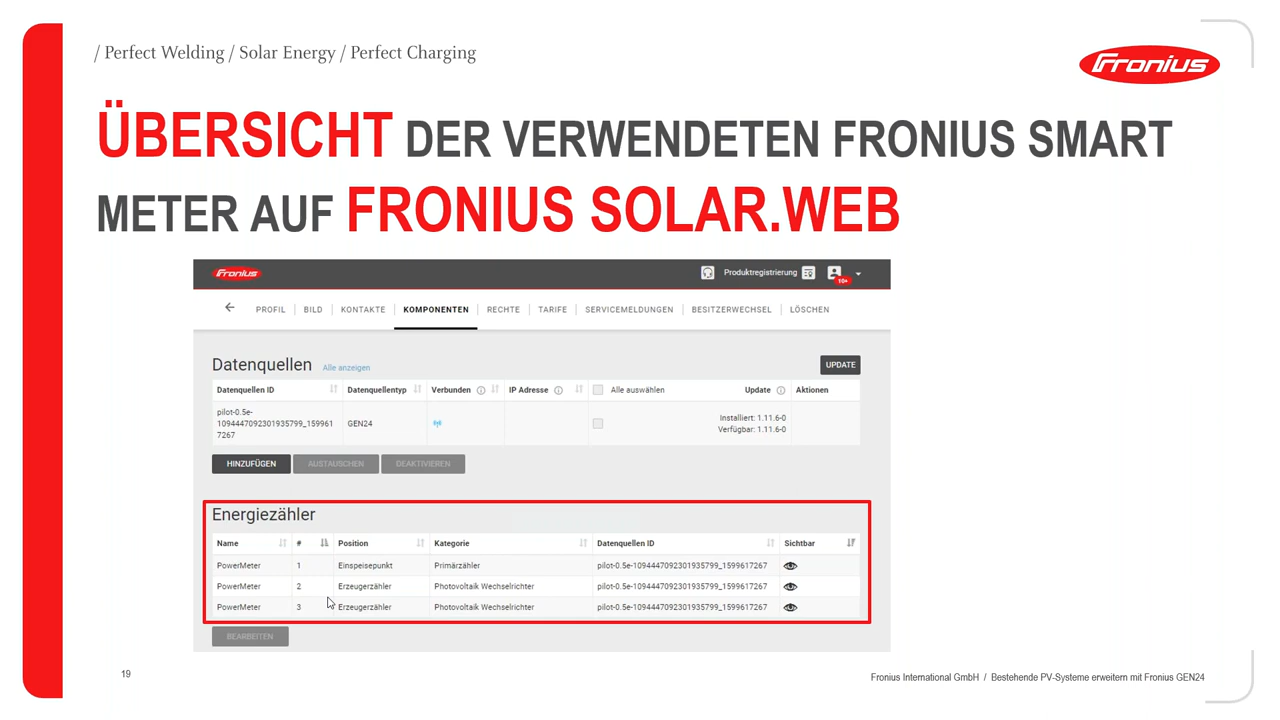 / Perfect Welding / Solar Energy / Perfect Charging
Fronius
ÜBERSICHT DER VERWENDETEN FRONIUS SMART
METER AUF FRONIUS SOLAR.WEB
Fronius
Produktregistrierung
10+
PROFIL BILD KONTAKTE KOMPONENTEN RECHTE TARIFE SERVICEMELDUNGEN BESITZERWECHSEL LÖSCHEN
Datenquellen Alle anzeigen
UPDATE
Datenquellen ID Datenquellentyp Verbunden IP Adresse Alle auswählen Update Aktionen
pilot-0.5e-
1094447092301935799_159961
7267
GEN24
Installiert: 1.11.6-0
Verfügbar: 1.11.6-0
HINZUFÜGEN AUSTAUSCHEN DEAKTIVIEREN
Energiezähler
Name # Position Kategorie Datenquellen ID Sichtbar
PowerMeter 1 Einspeisepunkt Primärzähler pilot-0.5e-1094447092301935799_1599617267
PowerMeter 2 Erzeugerzähler Photovoltaik Wechselrichter pilot-0.5e-1094447092301935799_1599617267
PowerMeter 3 Erzeugerzähler Photovoltaik Wechselrichter pilot-0.5e-1094447092301935799_1599617267
BEARBEITEN
19
Fronius International GmbH / Bestehende PV-Systeme erweitern mit Fronius GEN24